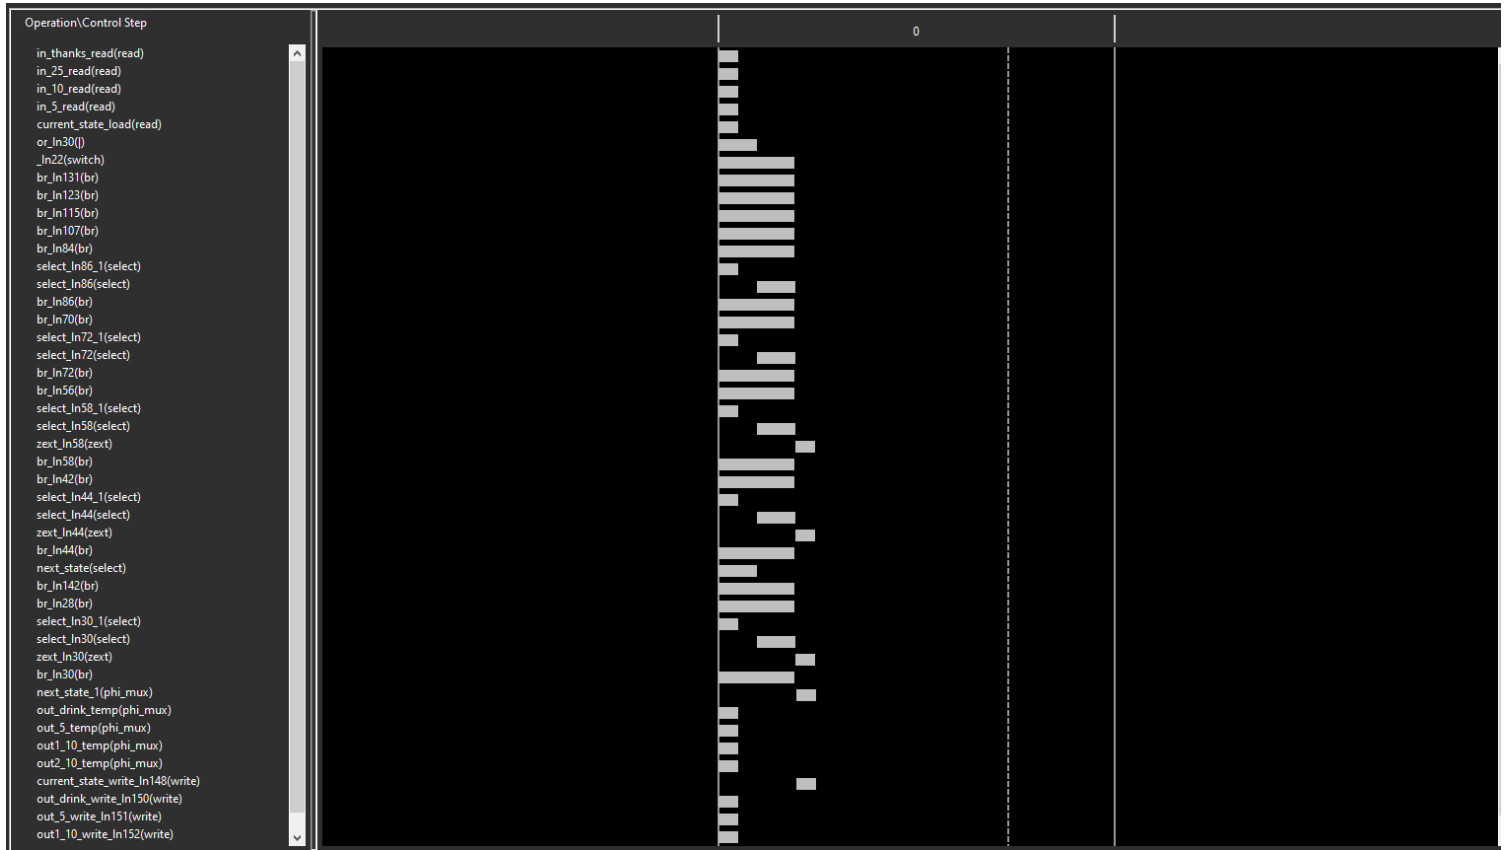 Operation\Control Step
0
in_thanks_read(read)
in_25_read(read)
in_10_read(read)
in_5_read(read)
current_state_load(read)
or_ln30(|)
_ln22(switch)
br_ln131(br)
br_ln123(br)
br_ln115(br)
br_ln107(br)
br_ln84(br)
select_ln86_1(select)
select_ln86(select)
br_ln86(br)
br_ln70(br)
select_ln72_1(select)
select_ln72(select)
br_ln72(br)
br_ln56(br)
select_ln58_1(select)
select_ln58(select)
zext_ln58(zext)
br_ln58(br)
br_ln42(br)
select_ln44_1(select)
select_ln44(select)
zext_ln44(zext)
br_ln44(br)
next_state(select)
br_ln142(br)
br_ln28(br)
select_ln30_1(select)
select_ln30(select)
zext_ln30(zext)
br_ln30(br)
next_state_1(phi_mux)
out_drink_temp(phi_mux)
out_5_temp(phi_mux)
out1_10_temp(phi_mux)
out2_10_temp(phi_mux)
current_state_write_ln148(write)
out_drink_write_ln150(write)
out_5_write_ln151(write)
out1_10_write_ln152(write)